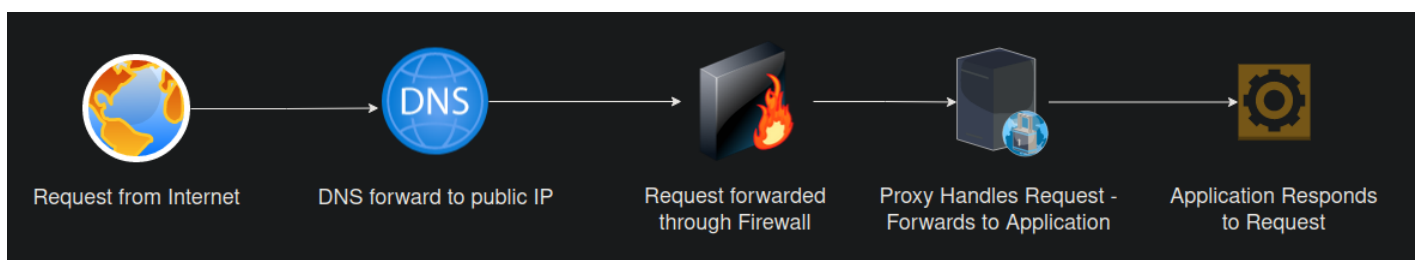 DNS
Request from Internet
DNS forward to public IP
Request forwarded
through Firewall
Proxy Handles Request -
Forwards to Application
Application Responds
to Request